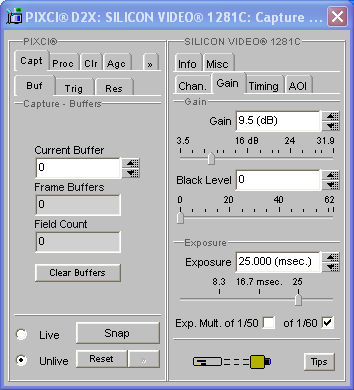 PIXCI® D2X: SILICON VIDEO® 1281C: Capture ...
PIXCI®
Capt Proc Clr Agc »
Buf Trig Res
Capture - Buffers
Current Buffer
0
Frame Buffers
0
Field Count
0
Clear Buffers
Live
Snap
Unlive
Reset
»
SILICON VIDEO® 1281C
Info Misc
Chan. Gain Timing AOI
Gain
Gain 9.5 (dB)
3.5 16 dB 24 31.9
Black Level 0
0 20 40 62
Exposure
Exposure 25.000 (msec.)
8.3 16.7 msec. 25
Exp. Mult. of 1/50 of 1/60
Tips